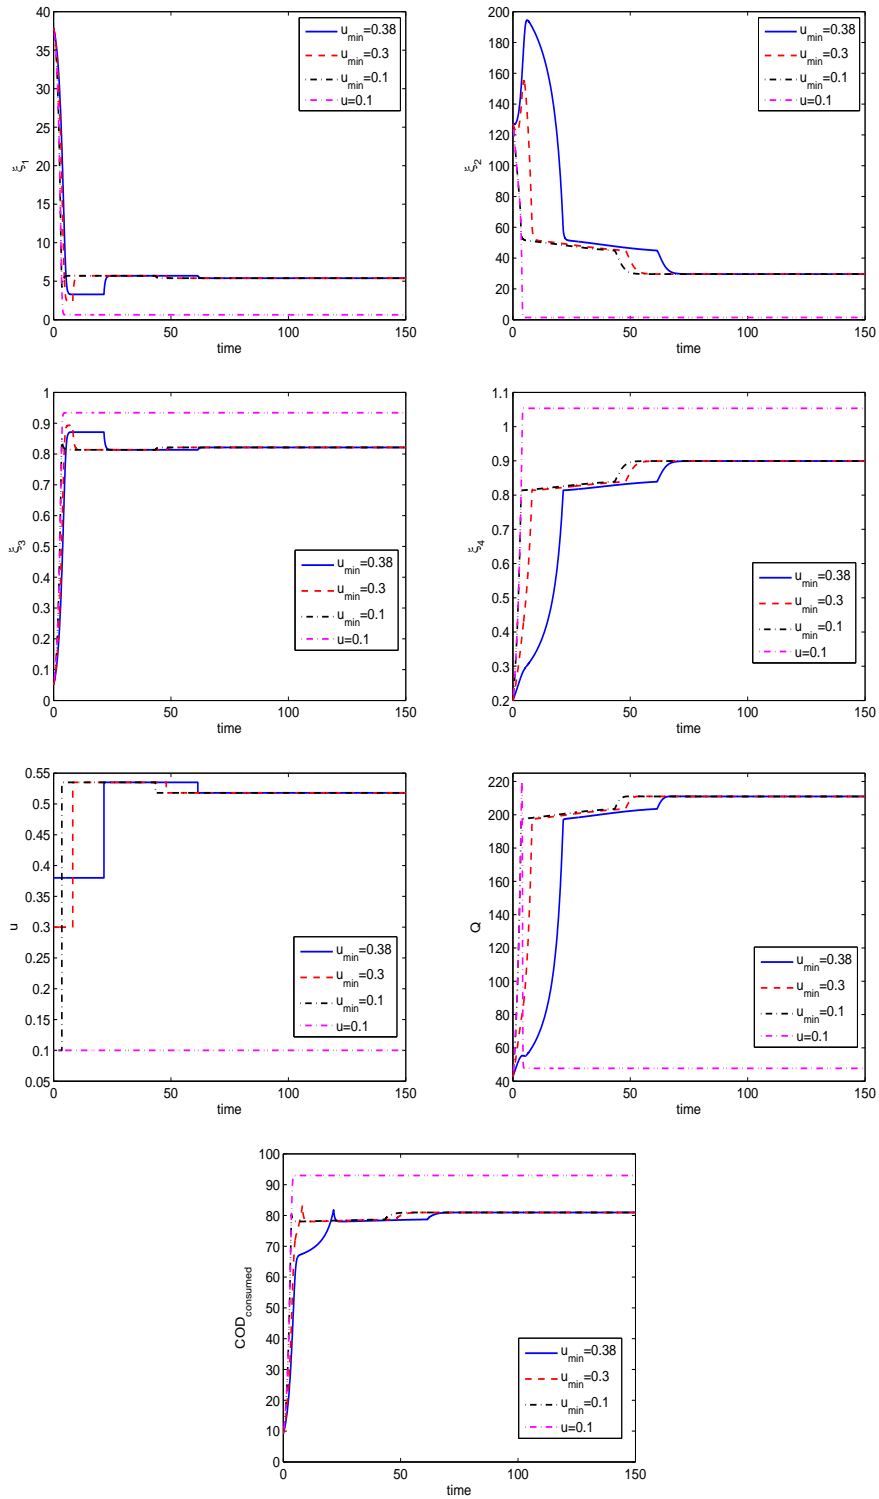 40
35
30
25
20
15
10
5
0
ξ1
0 50 100 150
time
u_min=0.38
u_min=0.3
u_min=0.1
u=0.1
200
180
160
140
120
100
80
60
40
20
0
ξ2
0 50 100 150
time
u_min=0.38
u_min=0.3
u_min=0.1
u=0.1
1
0.9
0.8
0.7
0.6
0.5
0.4
0.3
0.2
0.1
0
ξ3
0 50 100 150
time
u_min=0.38
u_min=0.3
u_min=0.1
u=0.1
1.1
1
0.9
0.8
0.7
0.6
0.5
0.4
0.3
0.2
ξ4
0 50 100 150
time
u_min=0.38
u_min=0.3
u_min=0.1
u=0.1
0.55
0.5
0.45
0.4
0.35
0.3
0.25
0.2
0.15
0.1
0.05
u
0 50 100 150
time
u_min=0.38
u_min=0.3
u_min=0.1
u=0.1
220
200
180
160
140
120
100
80
60
40
Q
0 50 100 150
time
u_min=0.38
u_min=0.3
u_min=0.1
u=0.1
100
90
80
70
60
50
40
30
20
10
0
COD_consumed
0 50 100 150
time
u_min=0.38
u_min=0.3
u_min=0.1
u=0.1